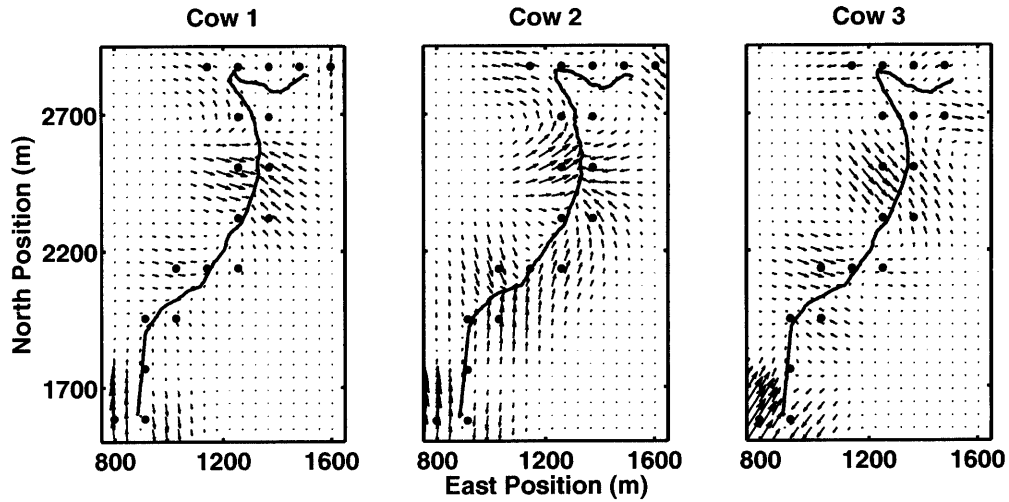 Cow 1 Cow 2 Cow 3
North Position (m)
2700
2200
1700
800 1200 1600 800 1200 1600 800 1200 1600
East Position (m)